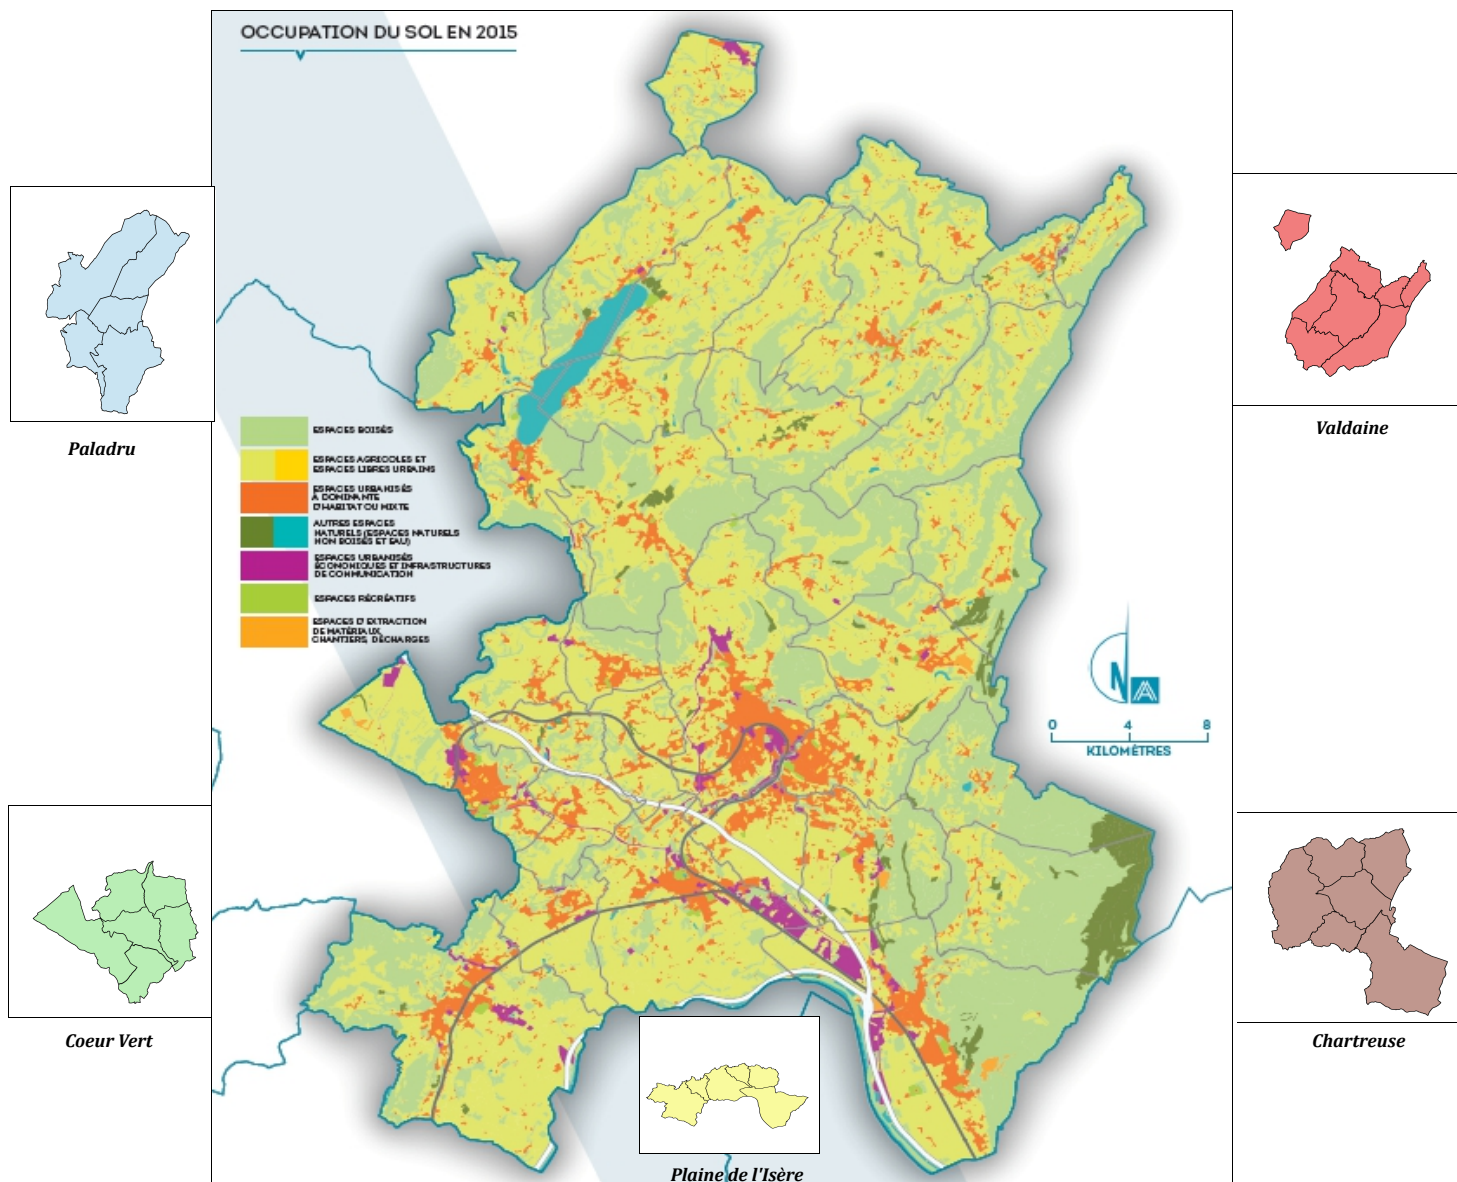 OCCUPATION DU SOL EN 2015
Paladru
Valdaine
ESPACES BOISÉS
ESPACES AGRICOLES ET
ESPACES LIBRES URBAINS
ESPACES URBANISÉS
À DOMINANTE
D'HABITAT OU MIXTE
AUTRES ESPACES
NATURELS (ESPACES NATURELS
NON BOISÉS ET EAU)
ESPACES URBANISÉS
ÉCONOMIQUES ET INFRASTRUCTURES
DE COMMUNICATION
ESPACES RÉCRÉATIFS
ESPACES D'EXTRACTION
DE MATÉRIAUX,
CHANTIERS, DÉCHARGES
N
0 4 8
KILOMÈTRES
Coeur Vert
Chartreuse
Plaine de l'Isère